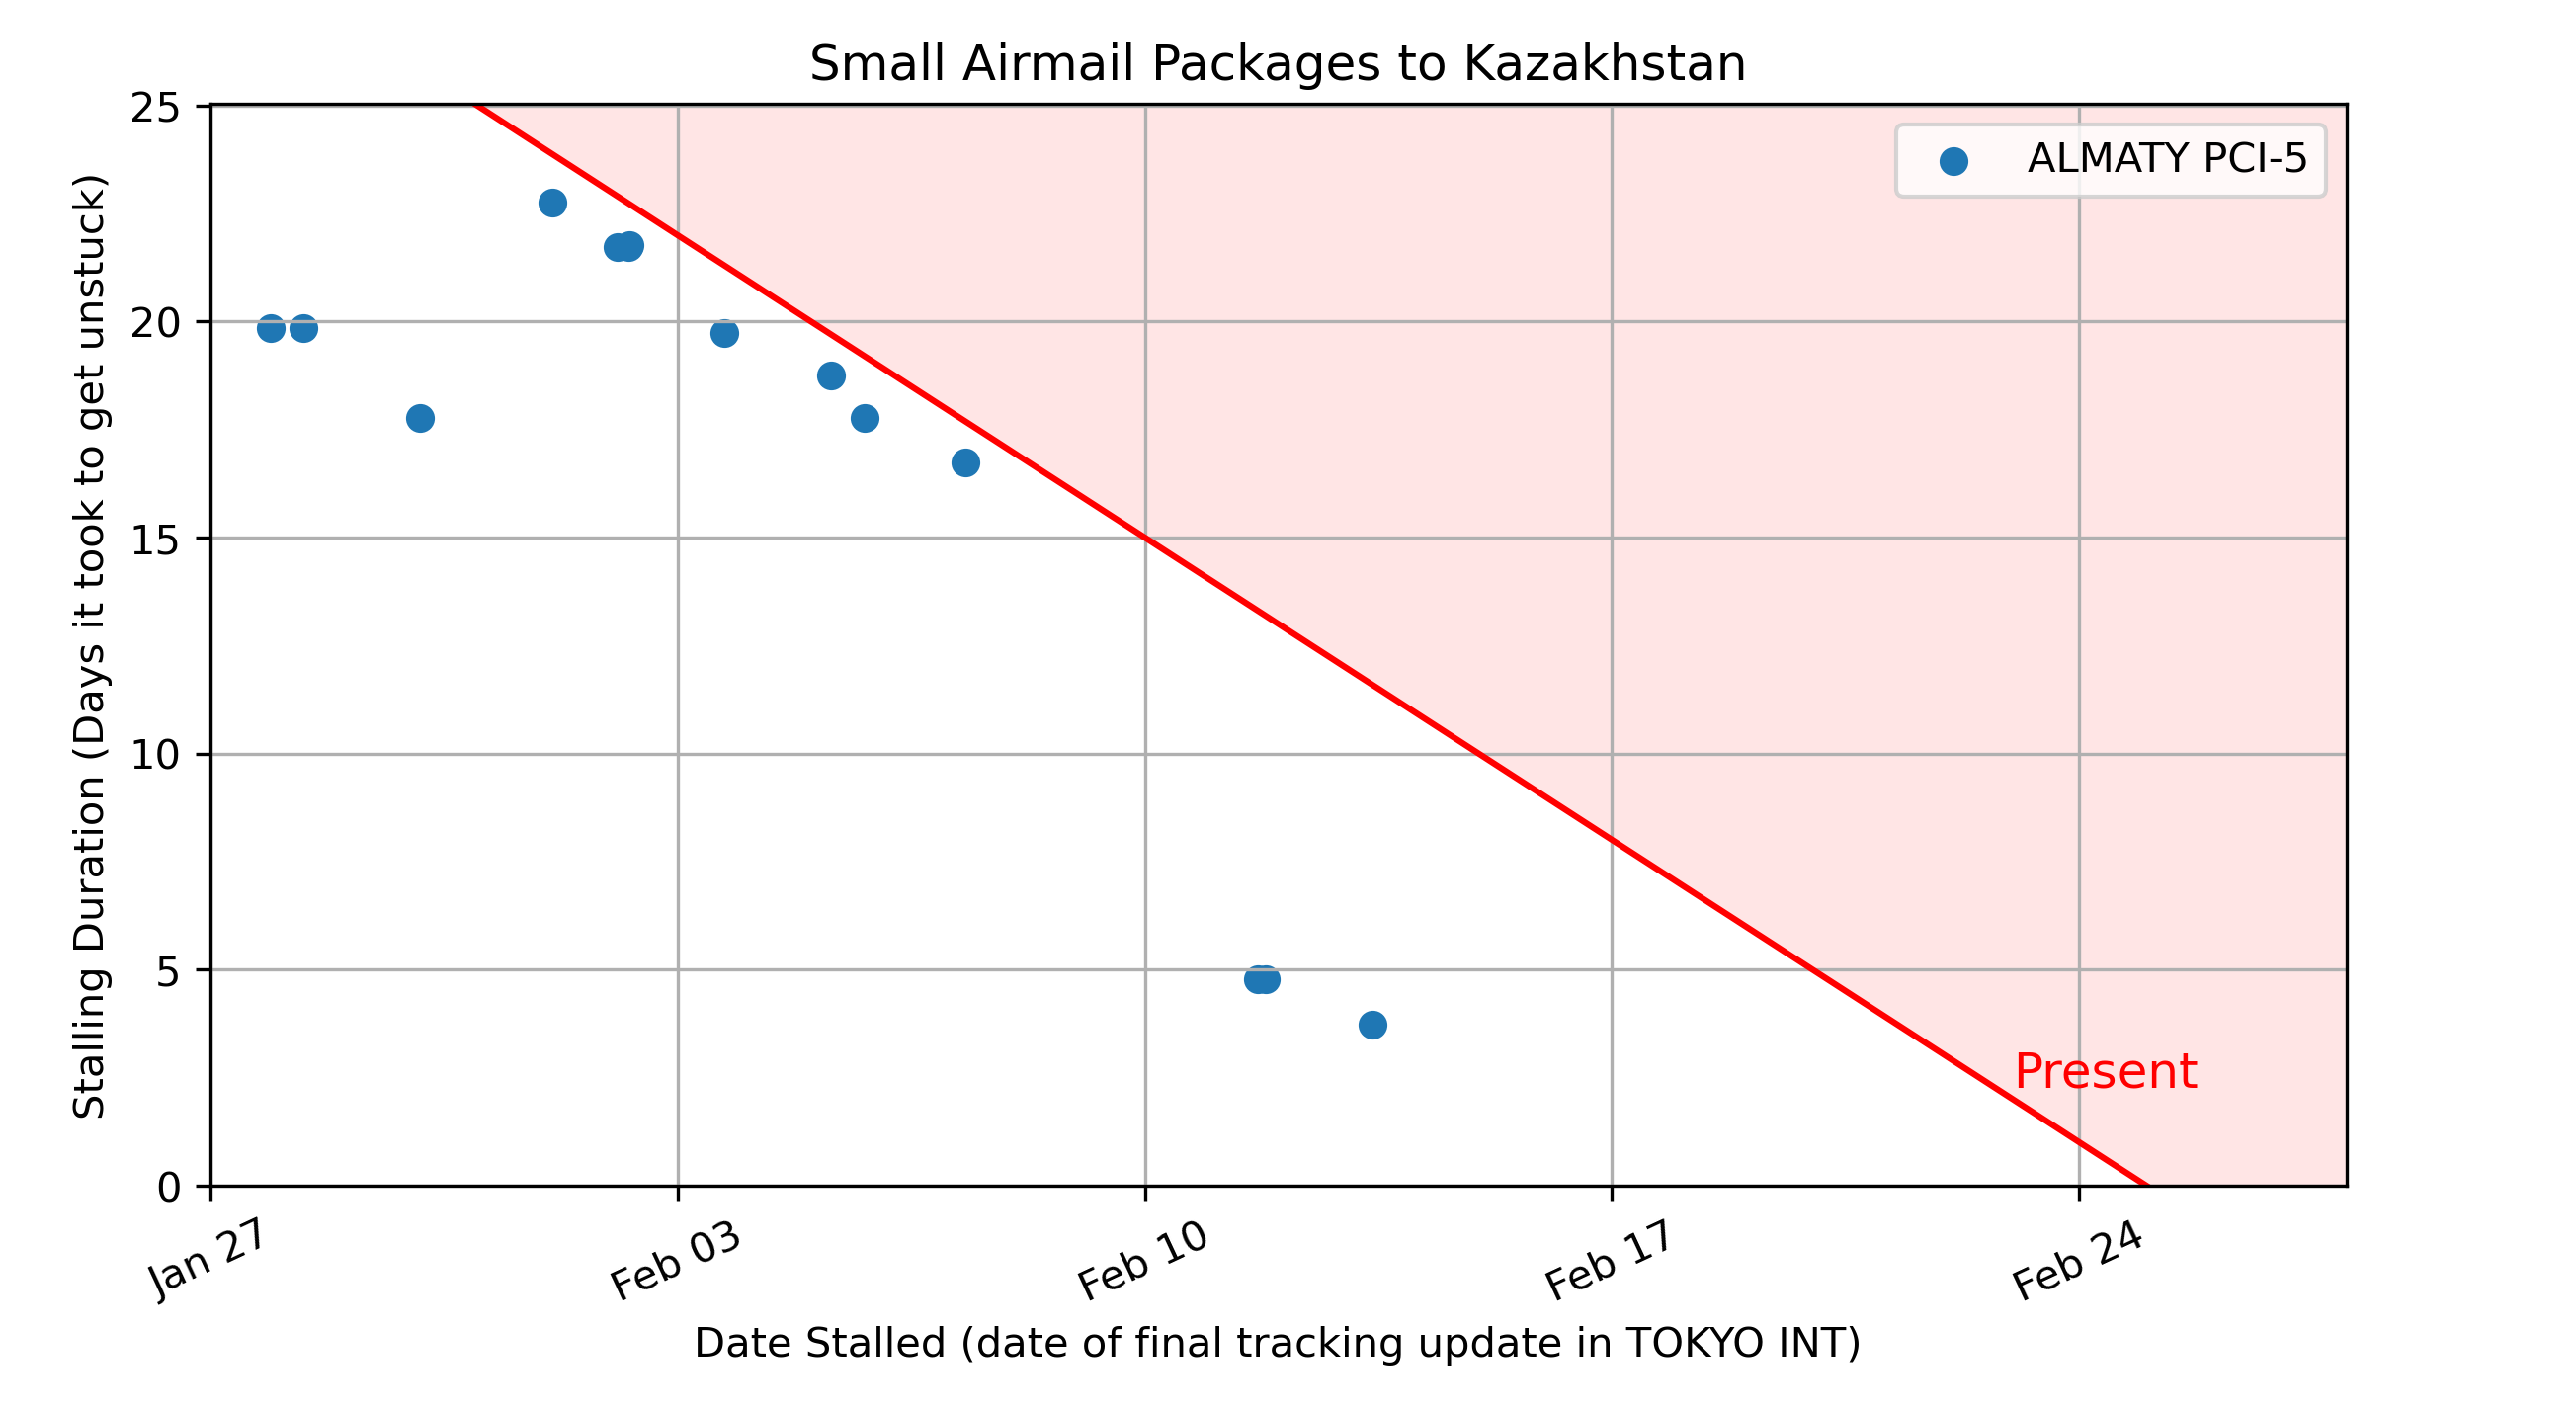 Small Airmail Packages to Kazakhstan
ALMATY PCI-5
Stalling Duration (Days it took to get unstuck)
25
20
15
10
5
0
Present
Jan 27
Feb 03
Feb 10
Feb 17
Feb 24
Date Stalled (date of final tracking update in TOKYO INT)